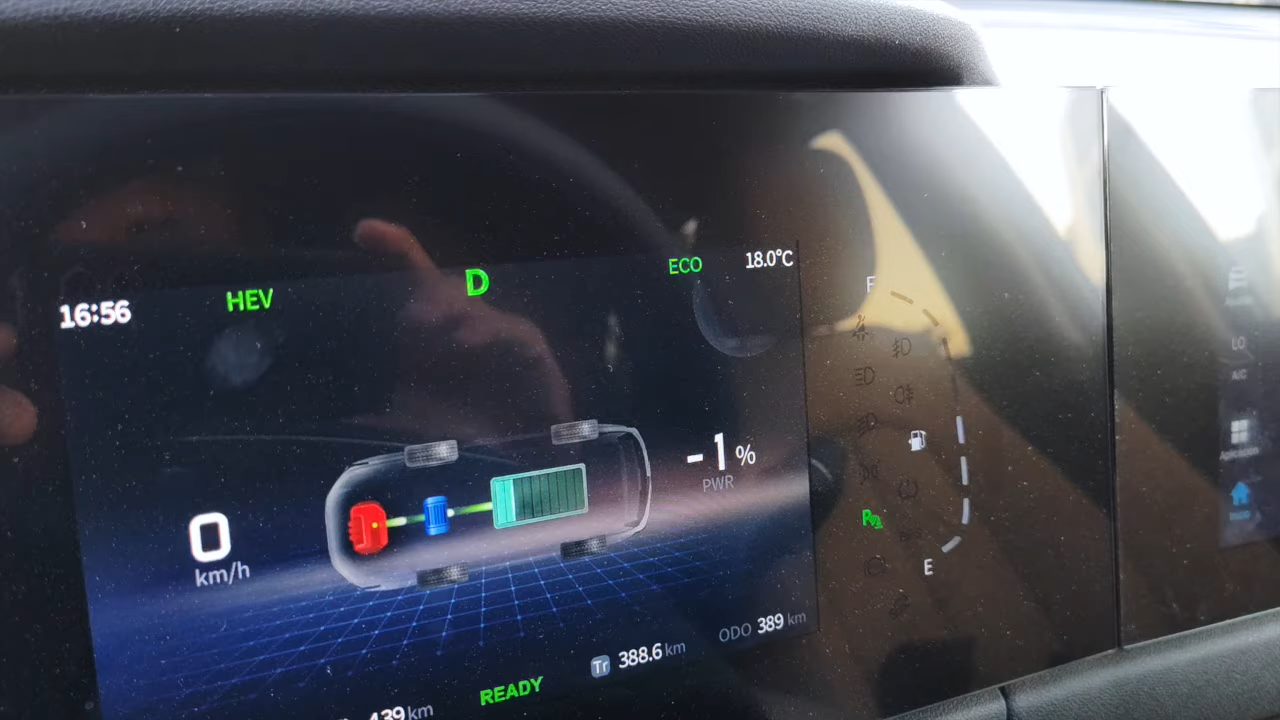 16:56
HEV
D
ECO
18.0°C
F
-1 %
PWR
0
km/h
E
ODO 389 km
Tr 388.6 km
READY
439 km
LO
A/C